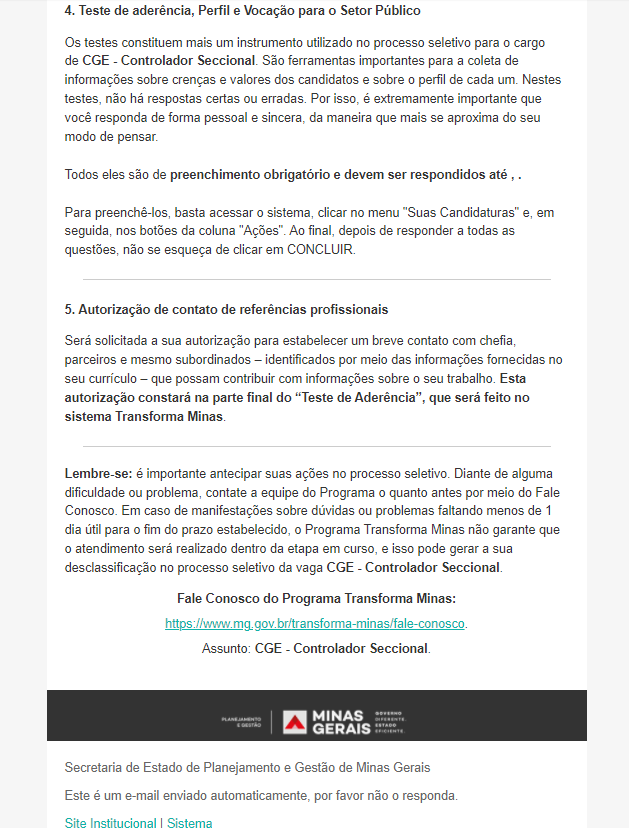 4. Teste de aderência, Perfil e Vocação para o Setor Público
Os testes constituem mais um instrumento utilizado no processo seletivo para o cargo
de CGE - Controlador Seccional. São ferramentas importantes para a coleta de
informações sobre crenças e valores dos candidatos e sobre o perfil de cada um. Nestes
testes, não há respostas certas ou erradas. Por isso, é extremamente importante que
você responda de forma pessoal e sincera, da maneira que mais se aproxima do seu
modo de pensar.
Todos eles são de preenchimento obrigatório e devem ser respondidos até , .
Para preenchê-los, basta acessar o sistema, clicar no menu "Suas Candidaturas" e, em
seguida, nos botões da coluna "Ações". Ao final, depois de responder a todas as
questões, não se esqueça de clicar em CONCLUIR.
5. Autorização de contato de referências profissionais
Será solicitada a sua autorização para estabelecer um breve contato com chefia,
parceiros e mesmo subordinados – identificados por meio das informações fornecidas no
seu currículo – que possam contribuir com informações sobre o seu trabalho. Esta
autorização constará na parte final do “Teste de Aderência”, que será feito no
sistema Transforma Minas.
Lembre-se: é importante antecipar suas ações no processo seletivo. Diante de alguma
dificuldade ou problema, contate a equipe do Programa o quanto antes por meio do Fale
Conosco. Em caso de manifestações sobre dúvidas ou problemas faltando menos de 1
dia útil para o fim do prazo estabelecido, o Programa Transforma Minas não garante que
o atendimento será realizado dentro da etapa em curso, e isso pode gerar a sua
desclassificação no processo seletivo da vaga CGE - Controlador Seccional.
Fale Conosco do Programa Transforma Minas:
https://www.mg.gov.br/transforma-minas/fale-conosco.
Assunto: CGE - Controlador Seccional.
PLANEJAMENTO
E GESTÃO
MINAS
GERAIS
GOVERNO
DIFERENTE.
ESTADO
EFICIENTE.
Secretaria de Estado de Planejamento e Gestão de Minas Gerais
Este é um e-mail enviado automaticamente, por favor não o responda.
Site Institucional | Sistema